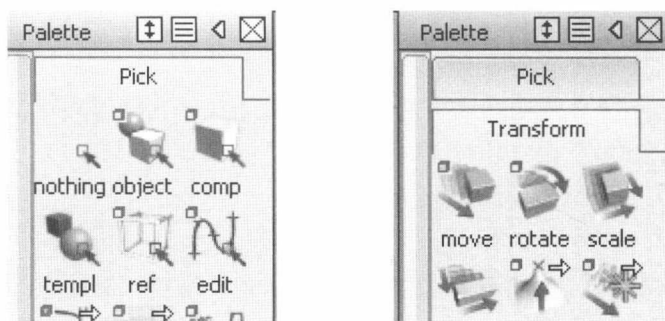 Palette
Pick
nothing object comp
templ ref edit
Palette
Pick
Transform
move rotate scale